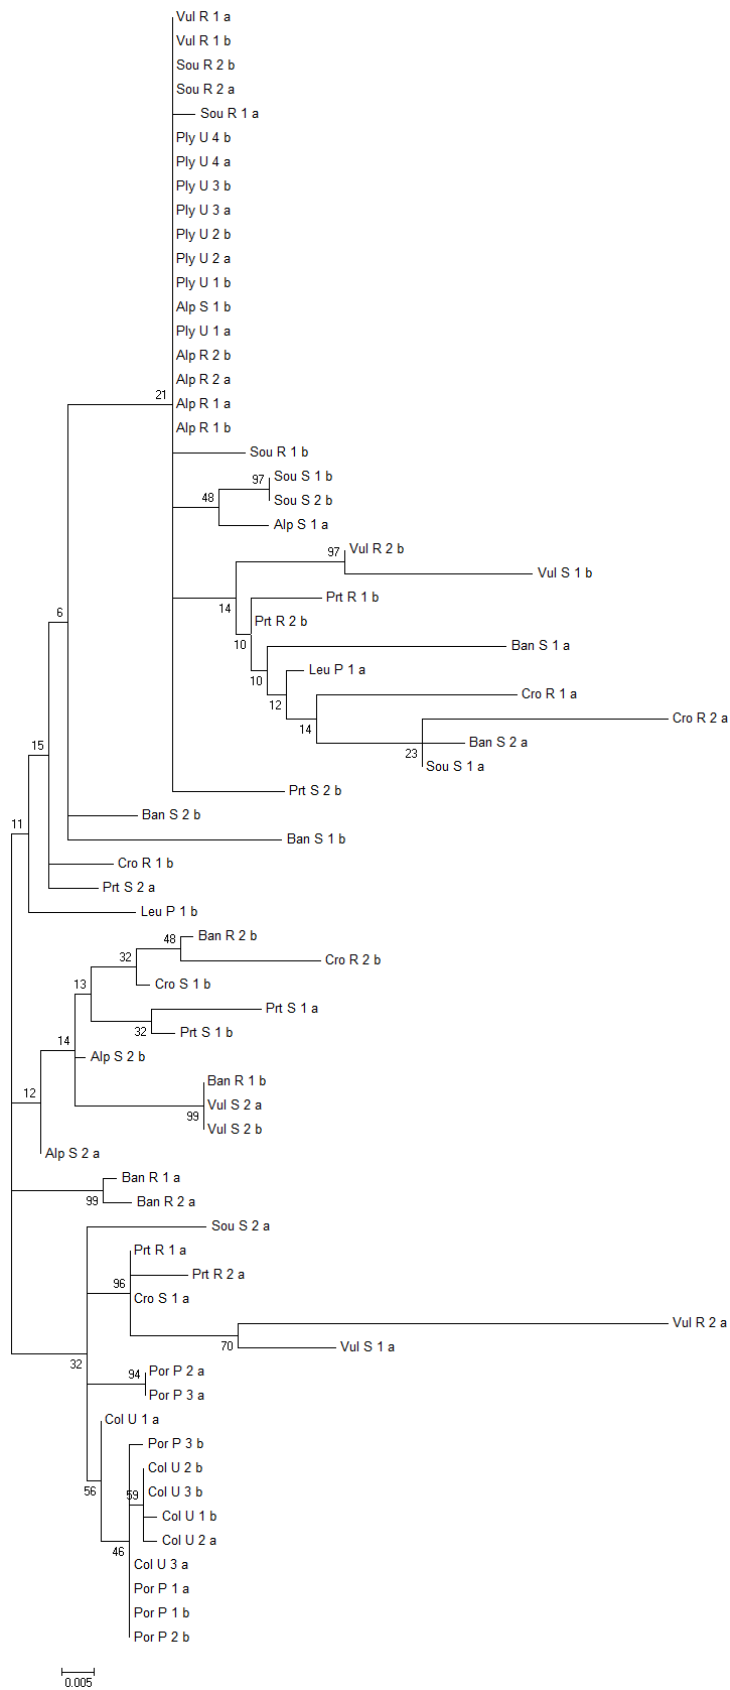 Vul R 1 a
Vul R 1 b
Sou R 2 b
Sou R 2 a
Sou R 1 a
Ply U 4 b
Ply U 4 a
Ply U 3 b
Ply U 3 a
Ply U 2 b
Ply U 2 a
Ply U 1 b
Alp S 1 b
Ply U 1 a
Alp R 2 b
Alp R 2 a
21
Alp R 1 a
Alp R 1 b
Sou R 1 b
97
Sou S 1 b
48
Sou S 2 b
Alp S 1 a
97
Vul R 2 b
Vul S 1 b
14
Prt R 1 b
6
Prt R 2 b
10
Ban S 1 a
10
Leu P 1 a
12
Cro R 1 a
14
Cro R 2 a
15
Ban S 2 a
23
Sou S 1 a
Prt S 2 b
Ban S 2 b
11
Ban S 1 b
Cro R 1 b
Prt S 2 a
Leu P 1 b
48
Ban R 2 b
32
Cro R 2 b
13
Cro S 1 b
Prt S 1 a
32
Prt S 1 b
14
Alp S 2 b
Ban R 1 b
12
Vul S 2 a
99
Vul S 2 b
Alp S 2 a
Ban R 1 a
99
Ban R 2 a
Sou S 2 a
Prt R 1 a
Prt R 2 a
96
Cro S 1 a
Vul R 2 a
70
Vul S 1 a
32
94
Por P 2 a
Por P 3 a
Col U 1 a
Por P 3 b
Col U 2 b
56
59
Col U 3 b
Col U 1 b
Col U 2 a
46
Col U 3 a
Por P 1 a
Por P 1 b
Por P 2 b
0.005